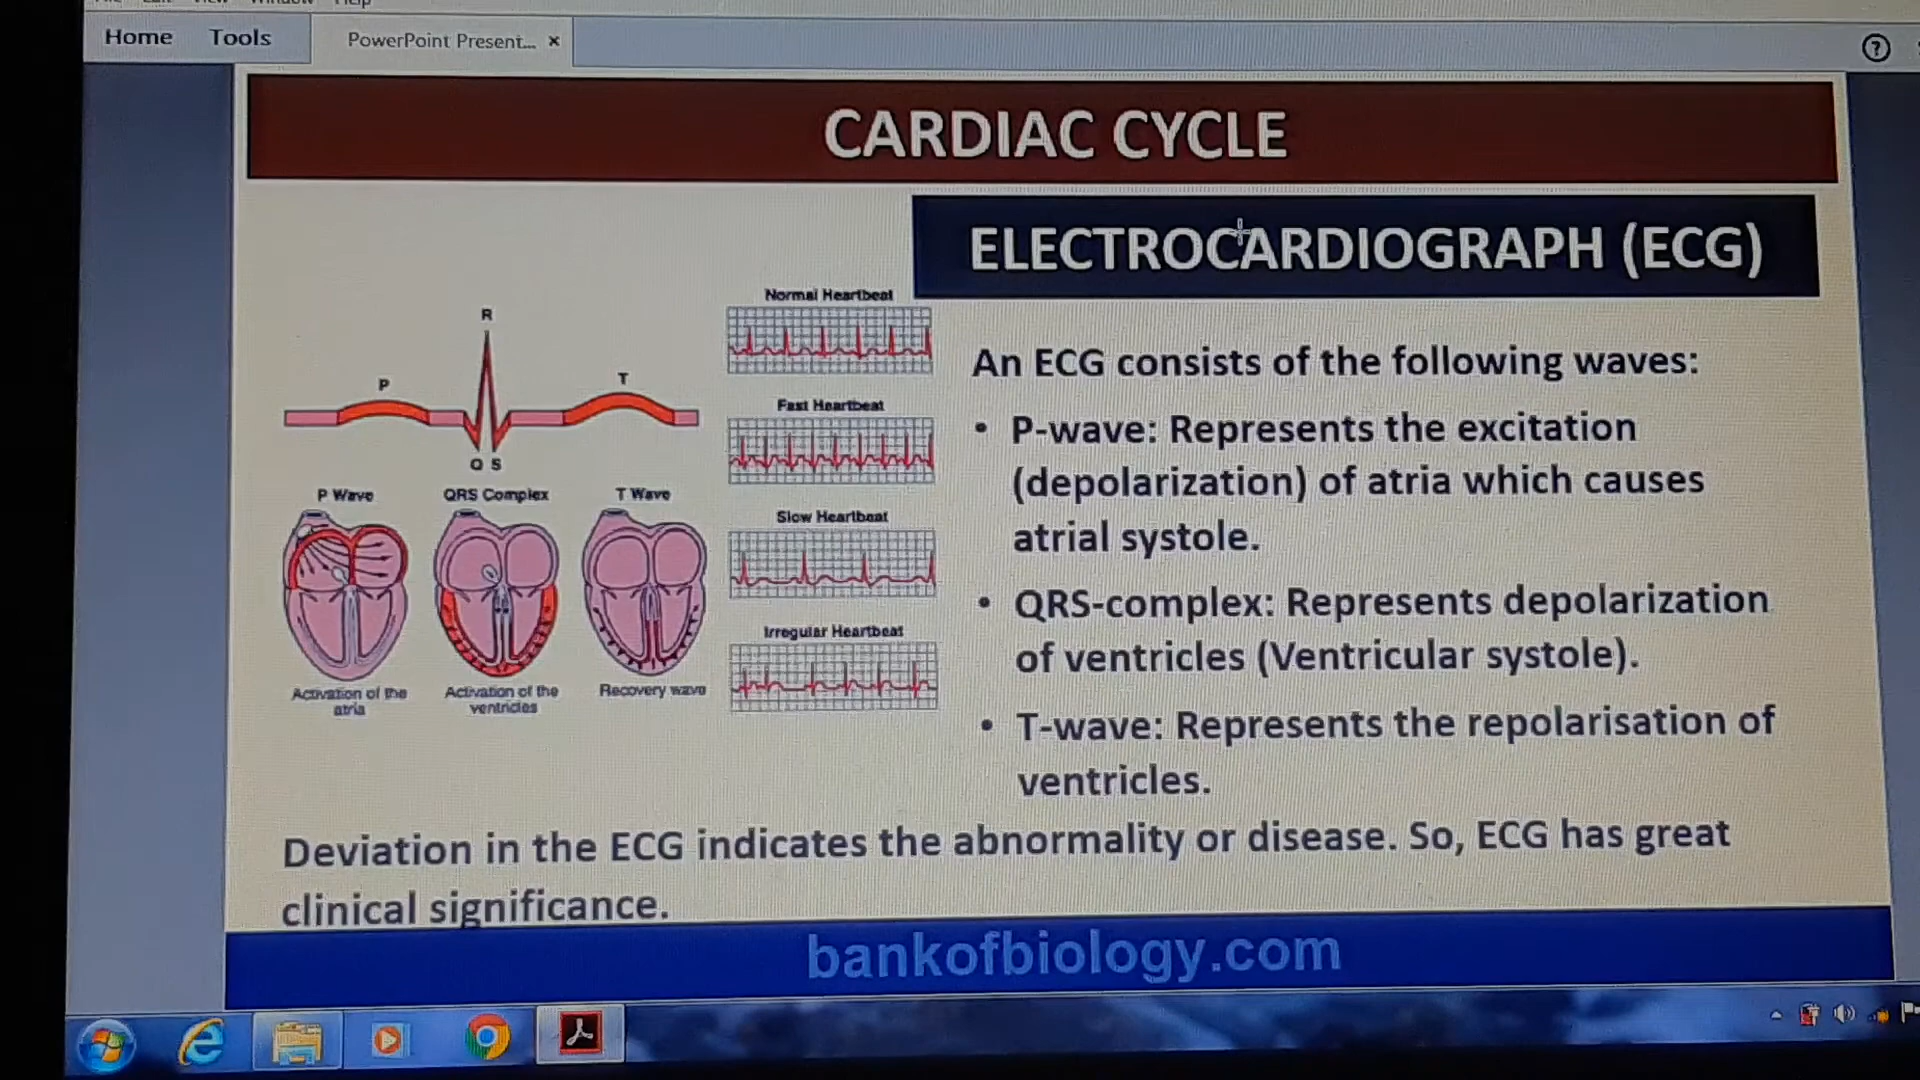 Home Tools PowerPoint Present... ×
CARDIAC CYCLE
ELECTROCARDIOGRAPH (ECG)
R
P
T
Q S
P Wave QRS Complex T Wave
Activation of the
atria
Activation of the
ventricles
Recovery wave
Normal Heartbeat
Fast Heartbeat
Slow Heartbeat
Irregular Heartbeat
An ECG consists of the following waves:
• P-wave: Represents the excitation
(depolarization) of atria which causes
atrial systole.
• QRS-complex: Represents depolarization
of ventricles (Ventricular systole).
• T-wave: Represents the repolarisation of
ventricles.
Deviation in the ECG indicates the abnormality or disease. So, ECG has great
clinical significance.
bankofbiology.com